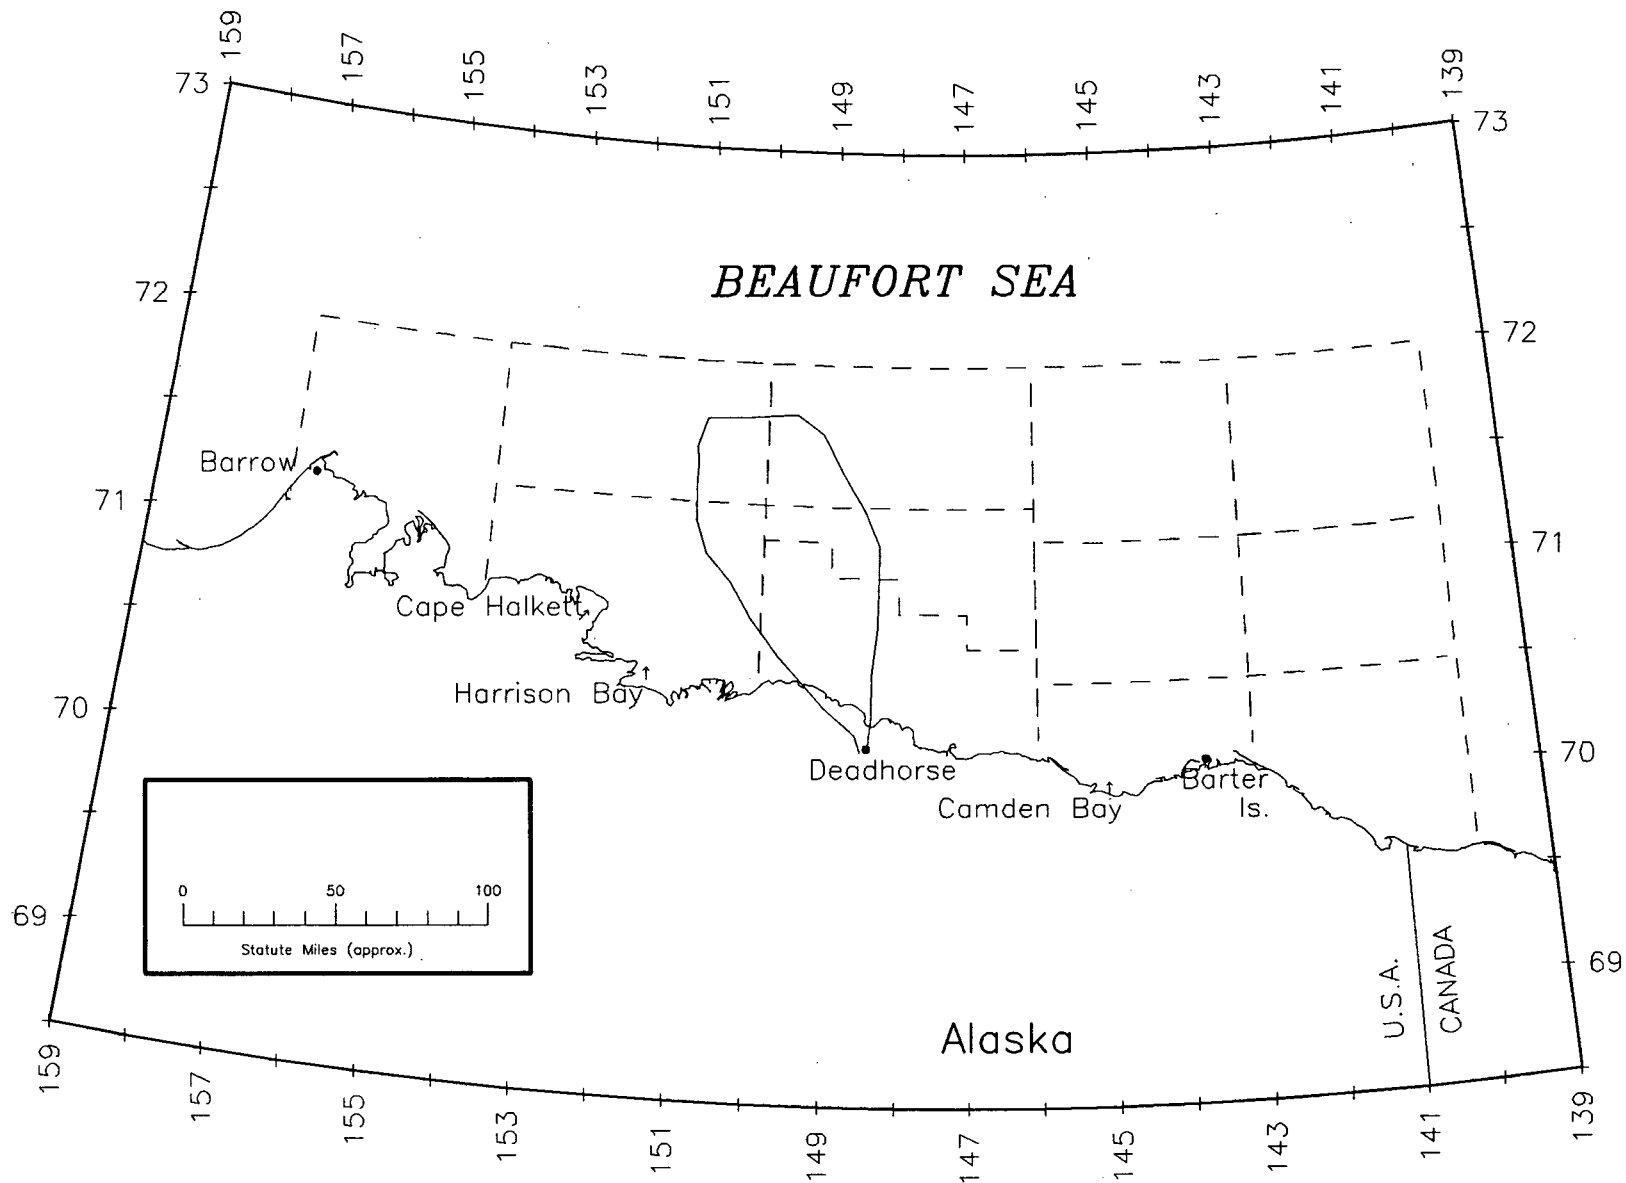 159
157
155
153
151
149
147
145
143
141
139
73
73
BEAUFORT SEA
72
72
Barrow
71
71
Cape Halkett
Harrison Bay
70
70
Deadhorse
Camden Bay
Barter
Is.
0 50 100
Statute Miles (approx.)
69
69
U.S.A.
CANADA
Alaska
159
157
155
153
151
149
147
145
143
141
139